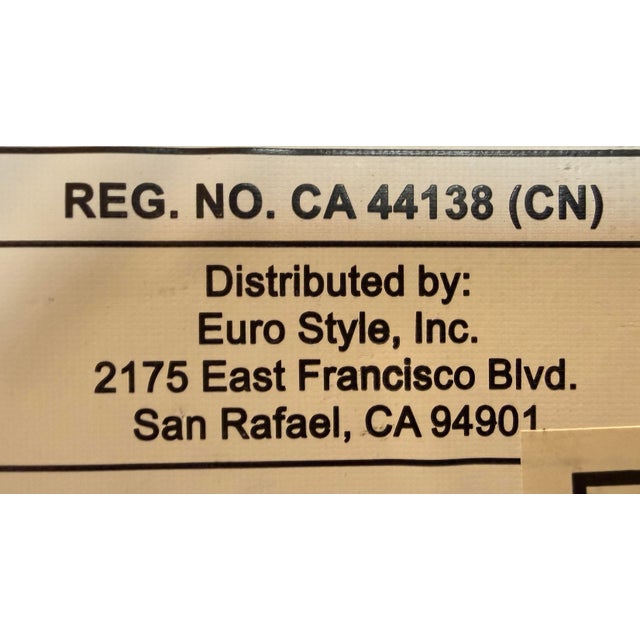 REG. NO. CA 44138 (CN)
Distributed by:
Euro Style, Inc.
2175 East Francisco Blvd.
San Rafael, CA 94901